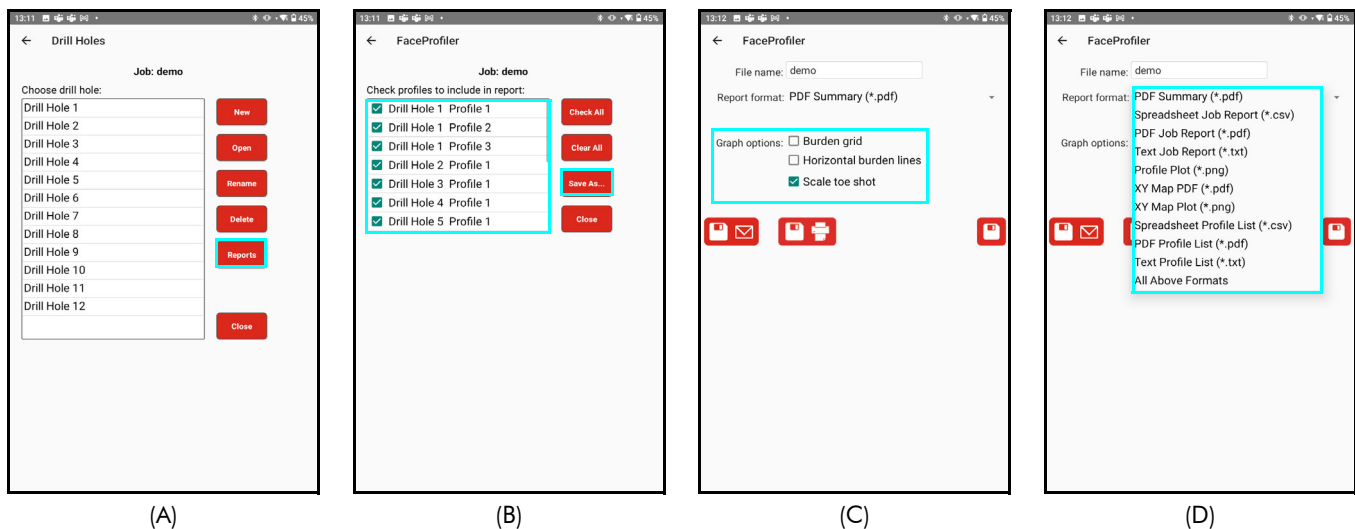 13:11 45%
Drill Holes
Job: demo
Choose drill hole:
Drill Hole 1
Drill Hole 2
Drill Hole 3
Drill Hole 4
Drill Hole 5
Drill Hole 6
Drill Hole 7
Drill Hole 8
Drill Hole 9
Drill Hole 10
Drill Hole 11
Drill Hole 12
New
Open
Rename
Delete
Reports
Close
(A)
13:11 45%
FaceProfiler
Job: demo
Check profiles to include in report:
Drill Hole 1 Profile 1
Drill Hole 1 Profile 2
Drill Hole 1 Profile 3
Drill Hole 2 Profile 1
Drill Hole 3 Profile 1
Drill Hole 4 Profile 1
Drill Hole 5 Profile 1
Check All
Clear All
Save As...
Close
(B)
13:12 45%
FaceProfiler
File name: demo
Report format: PDF Summary (*.pdf)
Graph options: Burden grid
Horizontal burden lines
Scale toe shot
(C)
13:12 45%
FaceProfiler
File name: demo
Report format: PDF Summary (*.pdf)
Spreadsheet Job Report (*.csv)
PDF Job Report (*.pdf)
Graph options: Text Job Report (*.txt)
Profile Plot (*.png)
XY Map PDF (*.pdf)
XY Map Plot (*.png)
Spreadsheet Profile List (*.csv)
PDF Profile List (*.pdf)
Text Profile List (*.txt)
All Above Formats
(D)